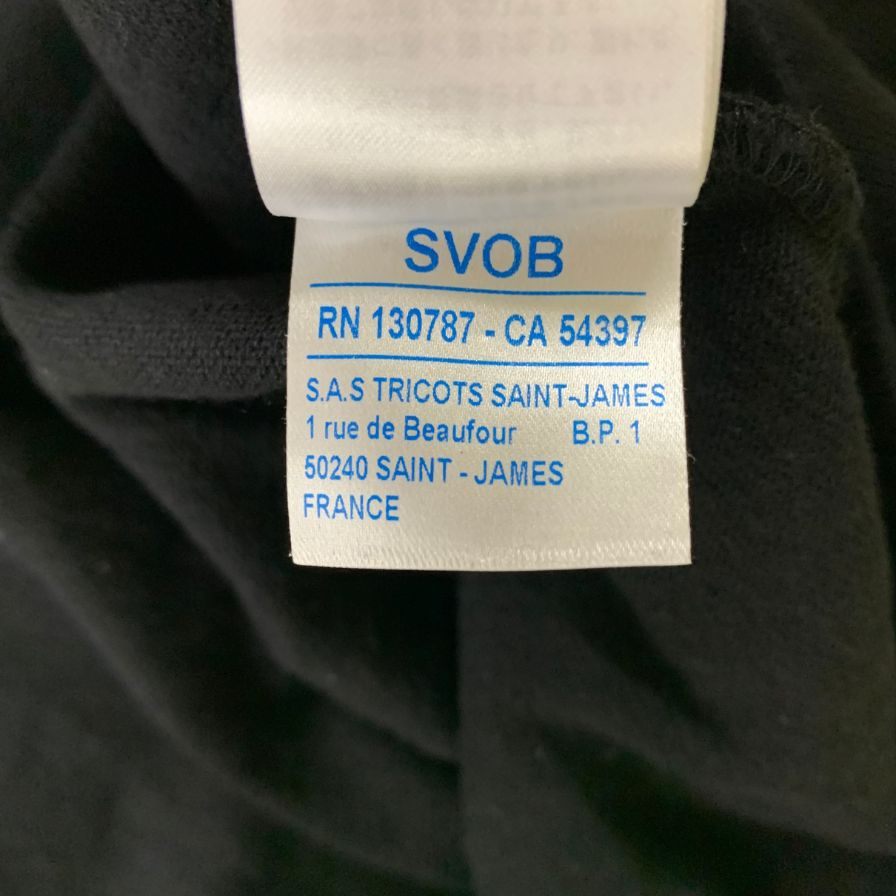 SVOB
RN 130787 - CA 54397
S.A.S TRICOTS SAINT-JAMES
1 rue de Beaufour B.P. 1
50240 SAINT - JAMES
FRANCE